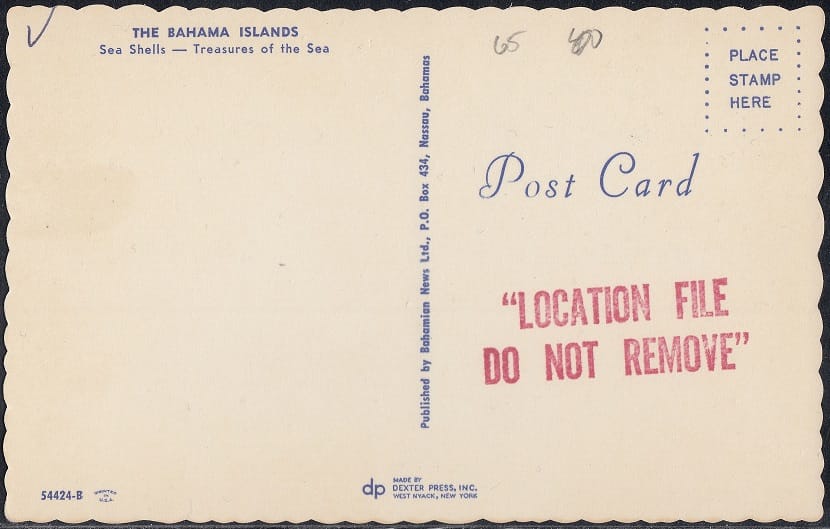 THE BAHAMA ISLANDS
Sea Shells — Treasures of the Sea
65
Published by Bahamian News Ltd., P.O. Box 434, Nassau, Bahamas
PLACE
STAMP
HERE
Post Card
"LOCATION FILE
DO NOT REMOVE"
54424-B
PRINTED
IN
U.S.A.
dp
MADE BY
DEXTER PRESS, INC.
WEST NYACK, NEW YORK